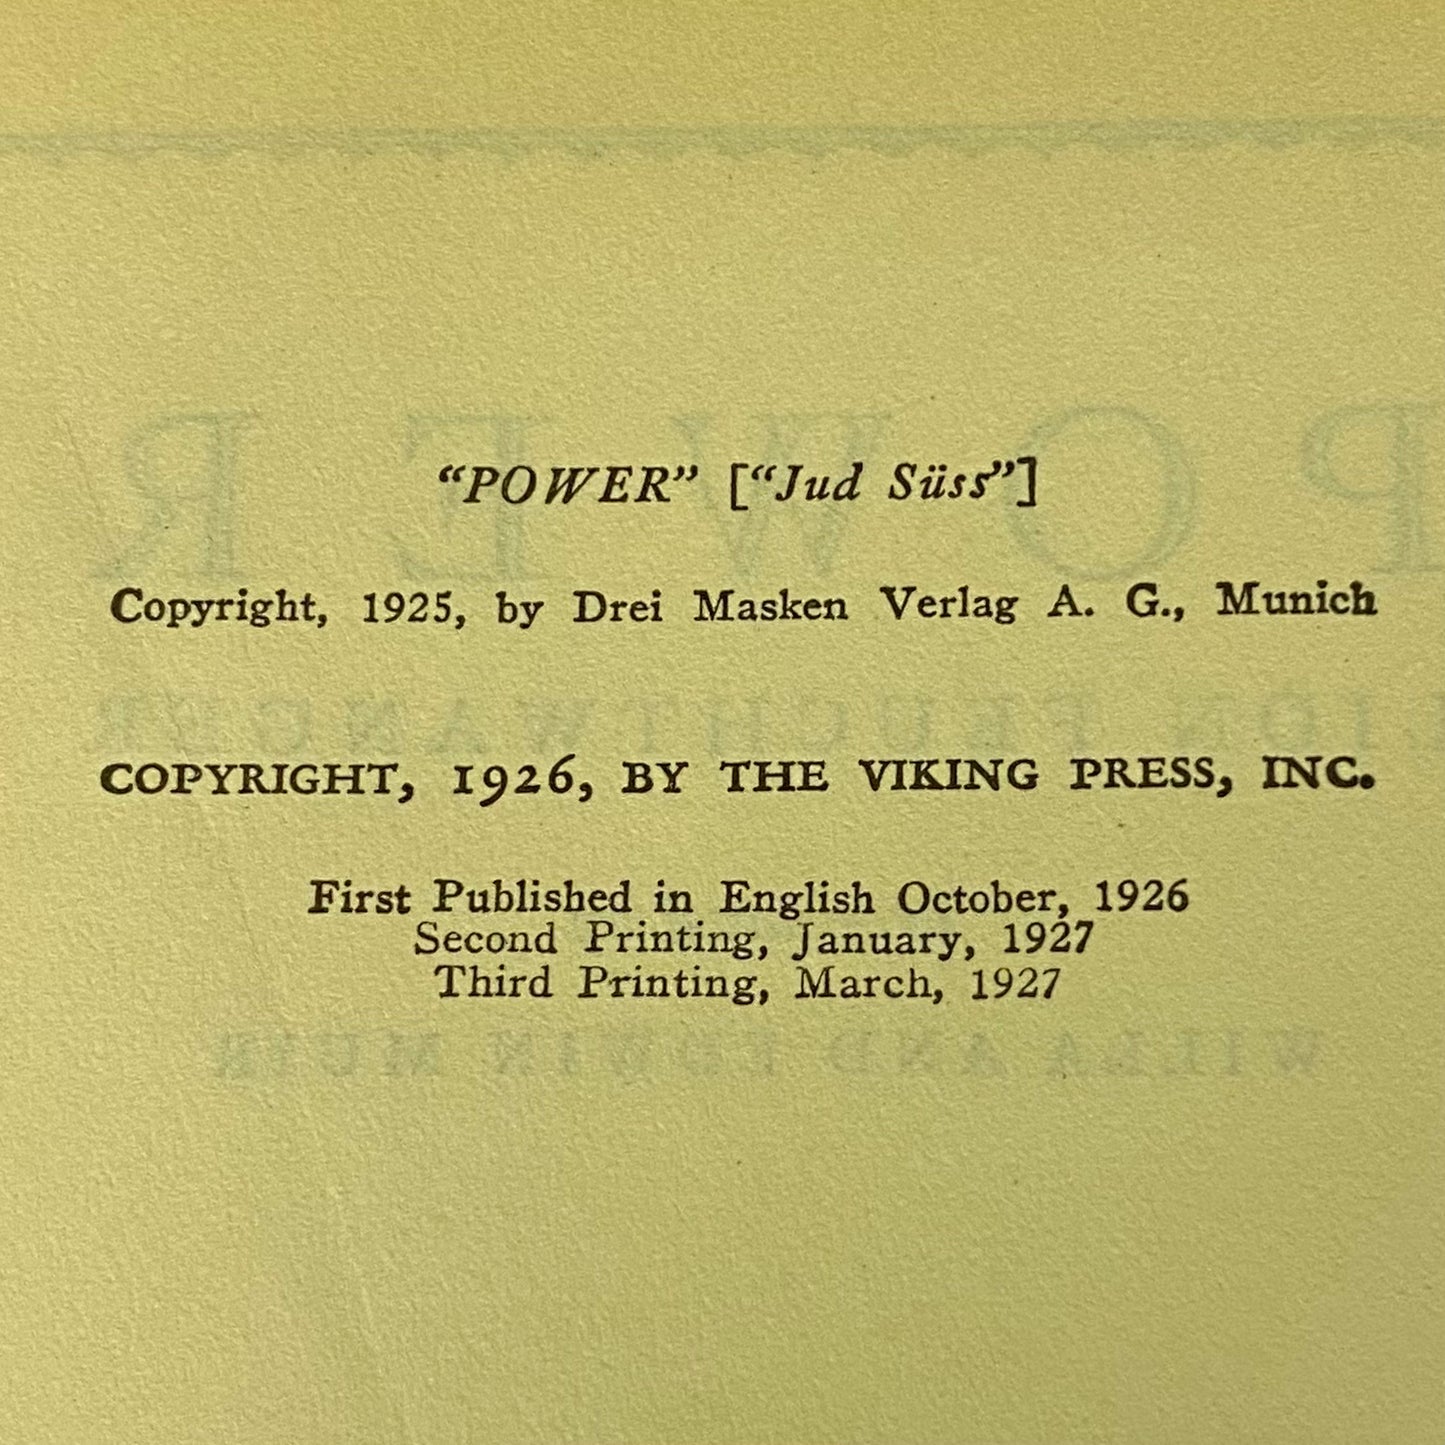 "POWER" ["Jud Süss"]
Copyright, 1925, by Drei Masken Verlag A. G., Munich
COPYRIGHT, 1926, BY THE VIKING PRESS, INC.
First Published in English October, 1926
Second Printing, January, 1927
Third Printing, March, 1927